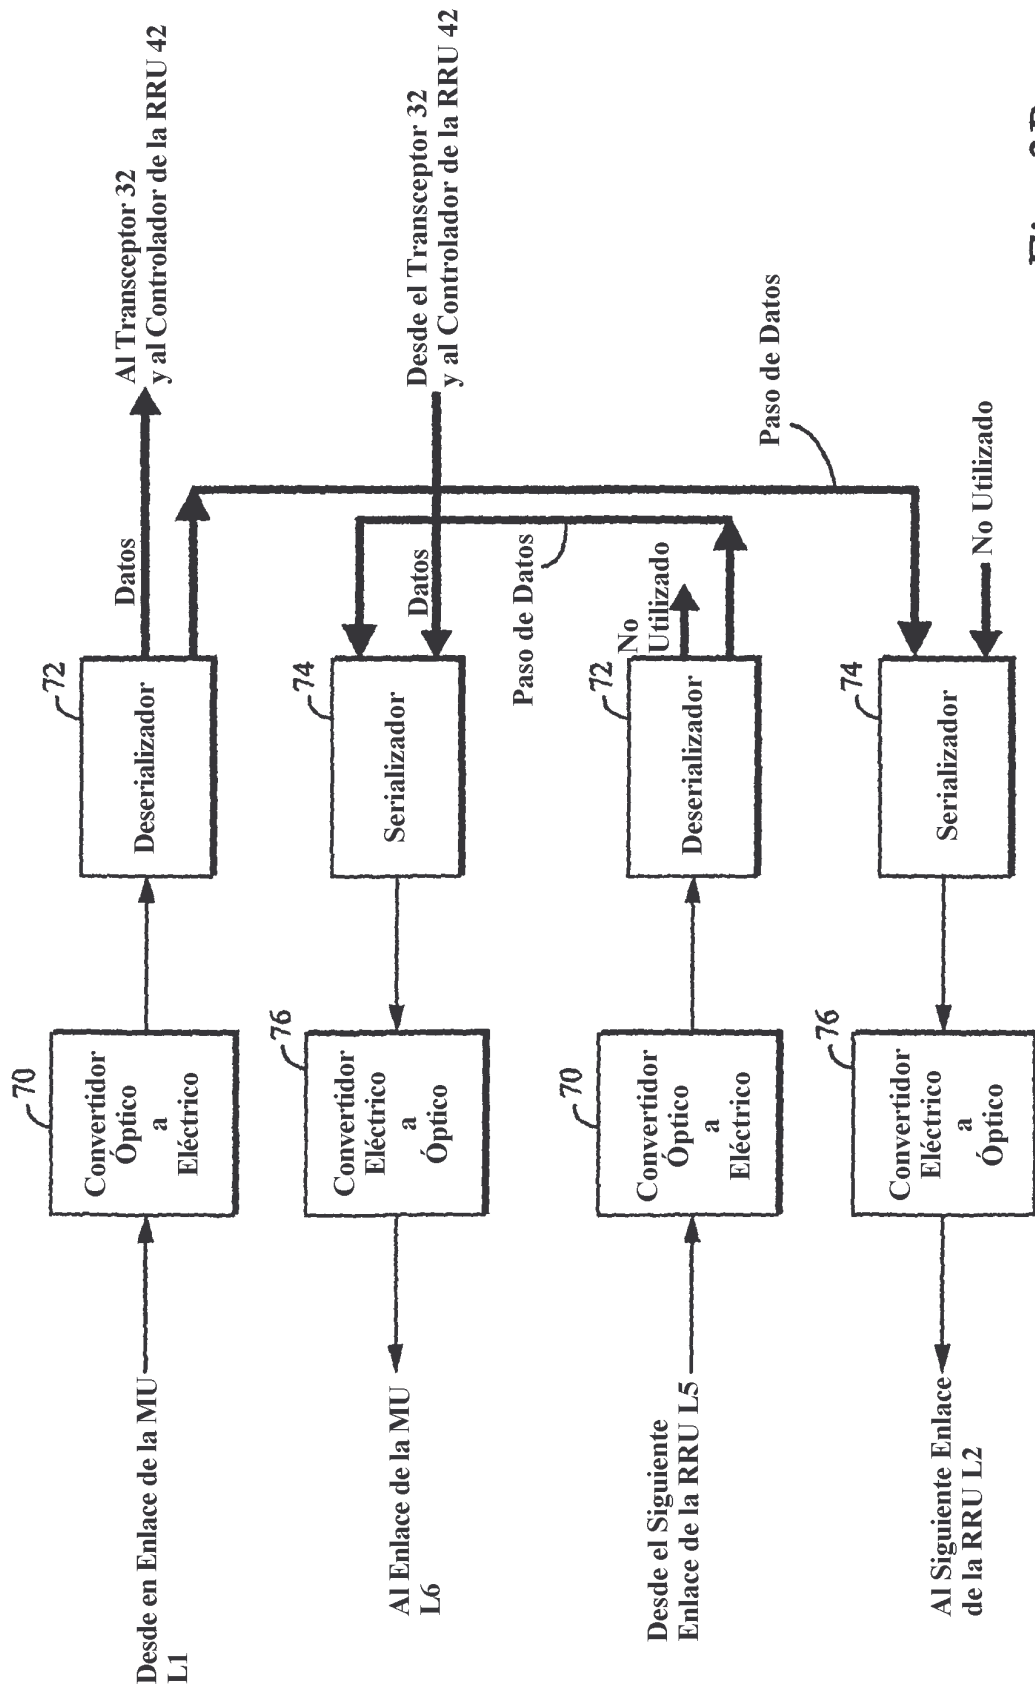 Desde en Enlace de la MU
L1
70
Convertidor
Óptico
a
Eléctrico
72
Deserializador
Datos
Al Transceptor 32
y al Controlador de la RRU 42
Al Enlace de la MU
L6
76
Convertidor
Eléctrico
a
Óptico
74
Serializador
Datos
Desde el Transceptor 32
y al Controlador de la RRU 42
Paso de Datos
Desde el Siguiente
Enlace de la RRU L5
70
Convertidor
Óptico
a
Eléctrico
72
Deserializador
No
Utilizado
Paso de Datos
Al Siguiente Enlace
de la RRU L2
76
Convertidor
Eléctrico
a
Óptico
74
Serializador
No Utilizado